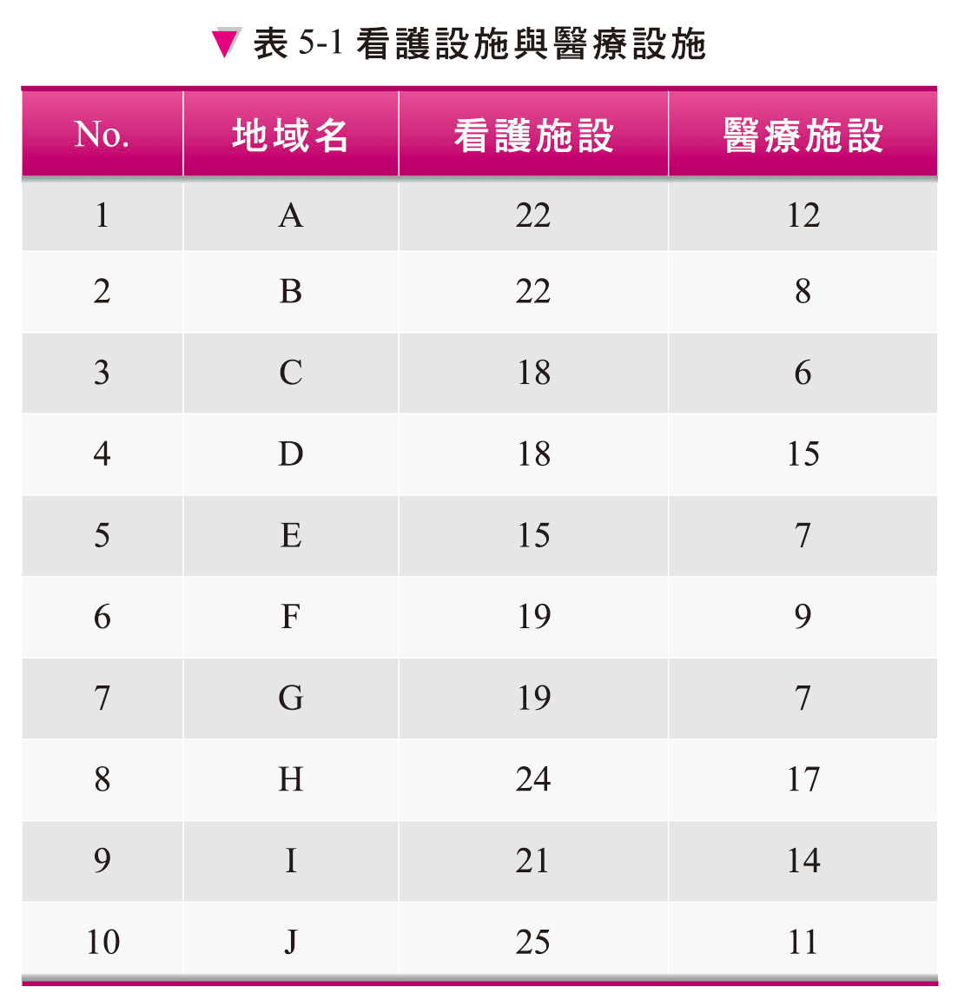 表 5-1 看護設施與醫療設施
No. 地域名 看護施設 醫療施設
1 A 22 12
2 B 22 8
3 C 18 6
4 D 18 15
5 E 15 7
6 F 19 9
7 G 19 7
8 H 24 17
9 I 21 14
10 J 25 11